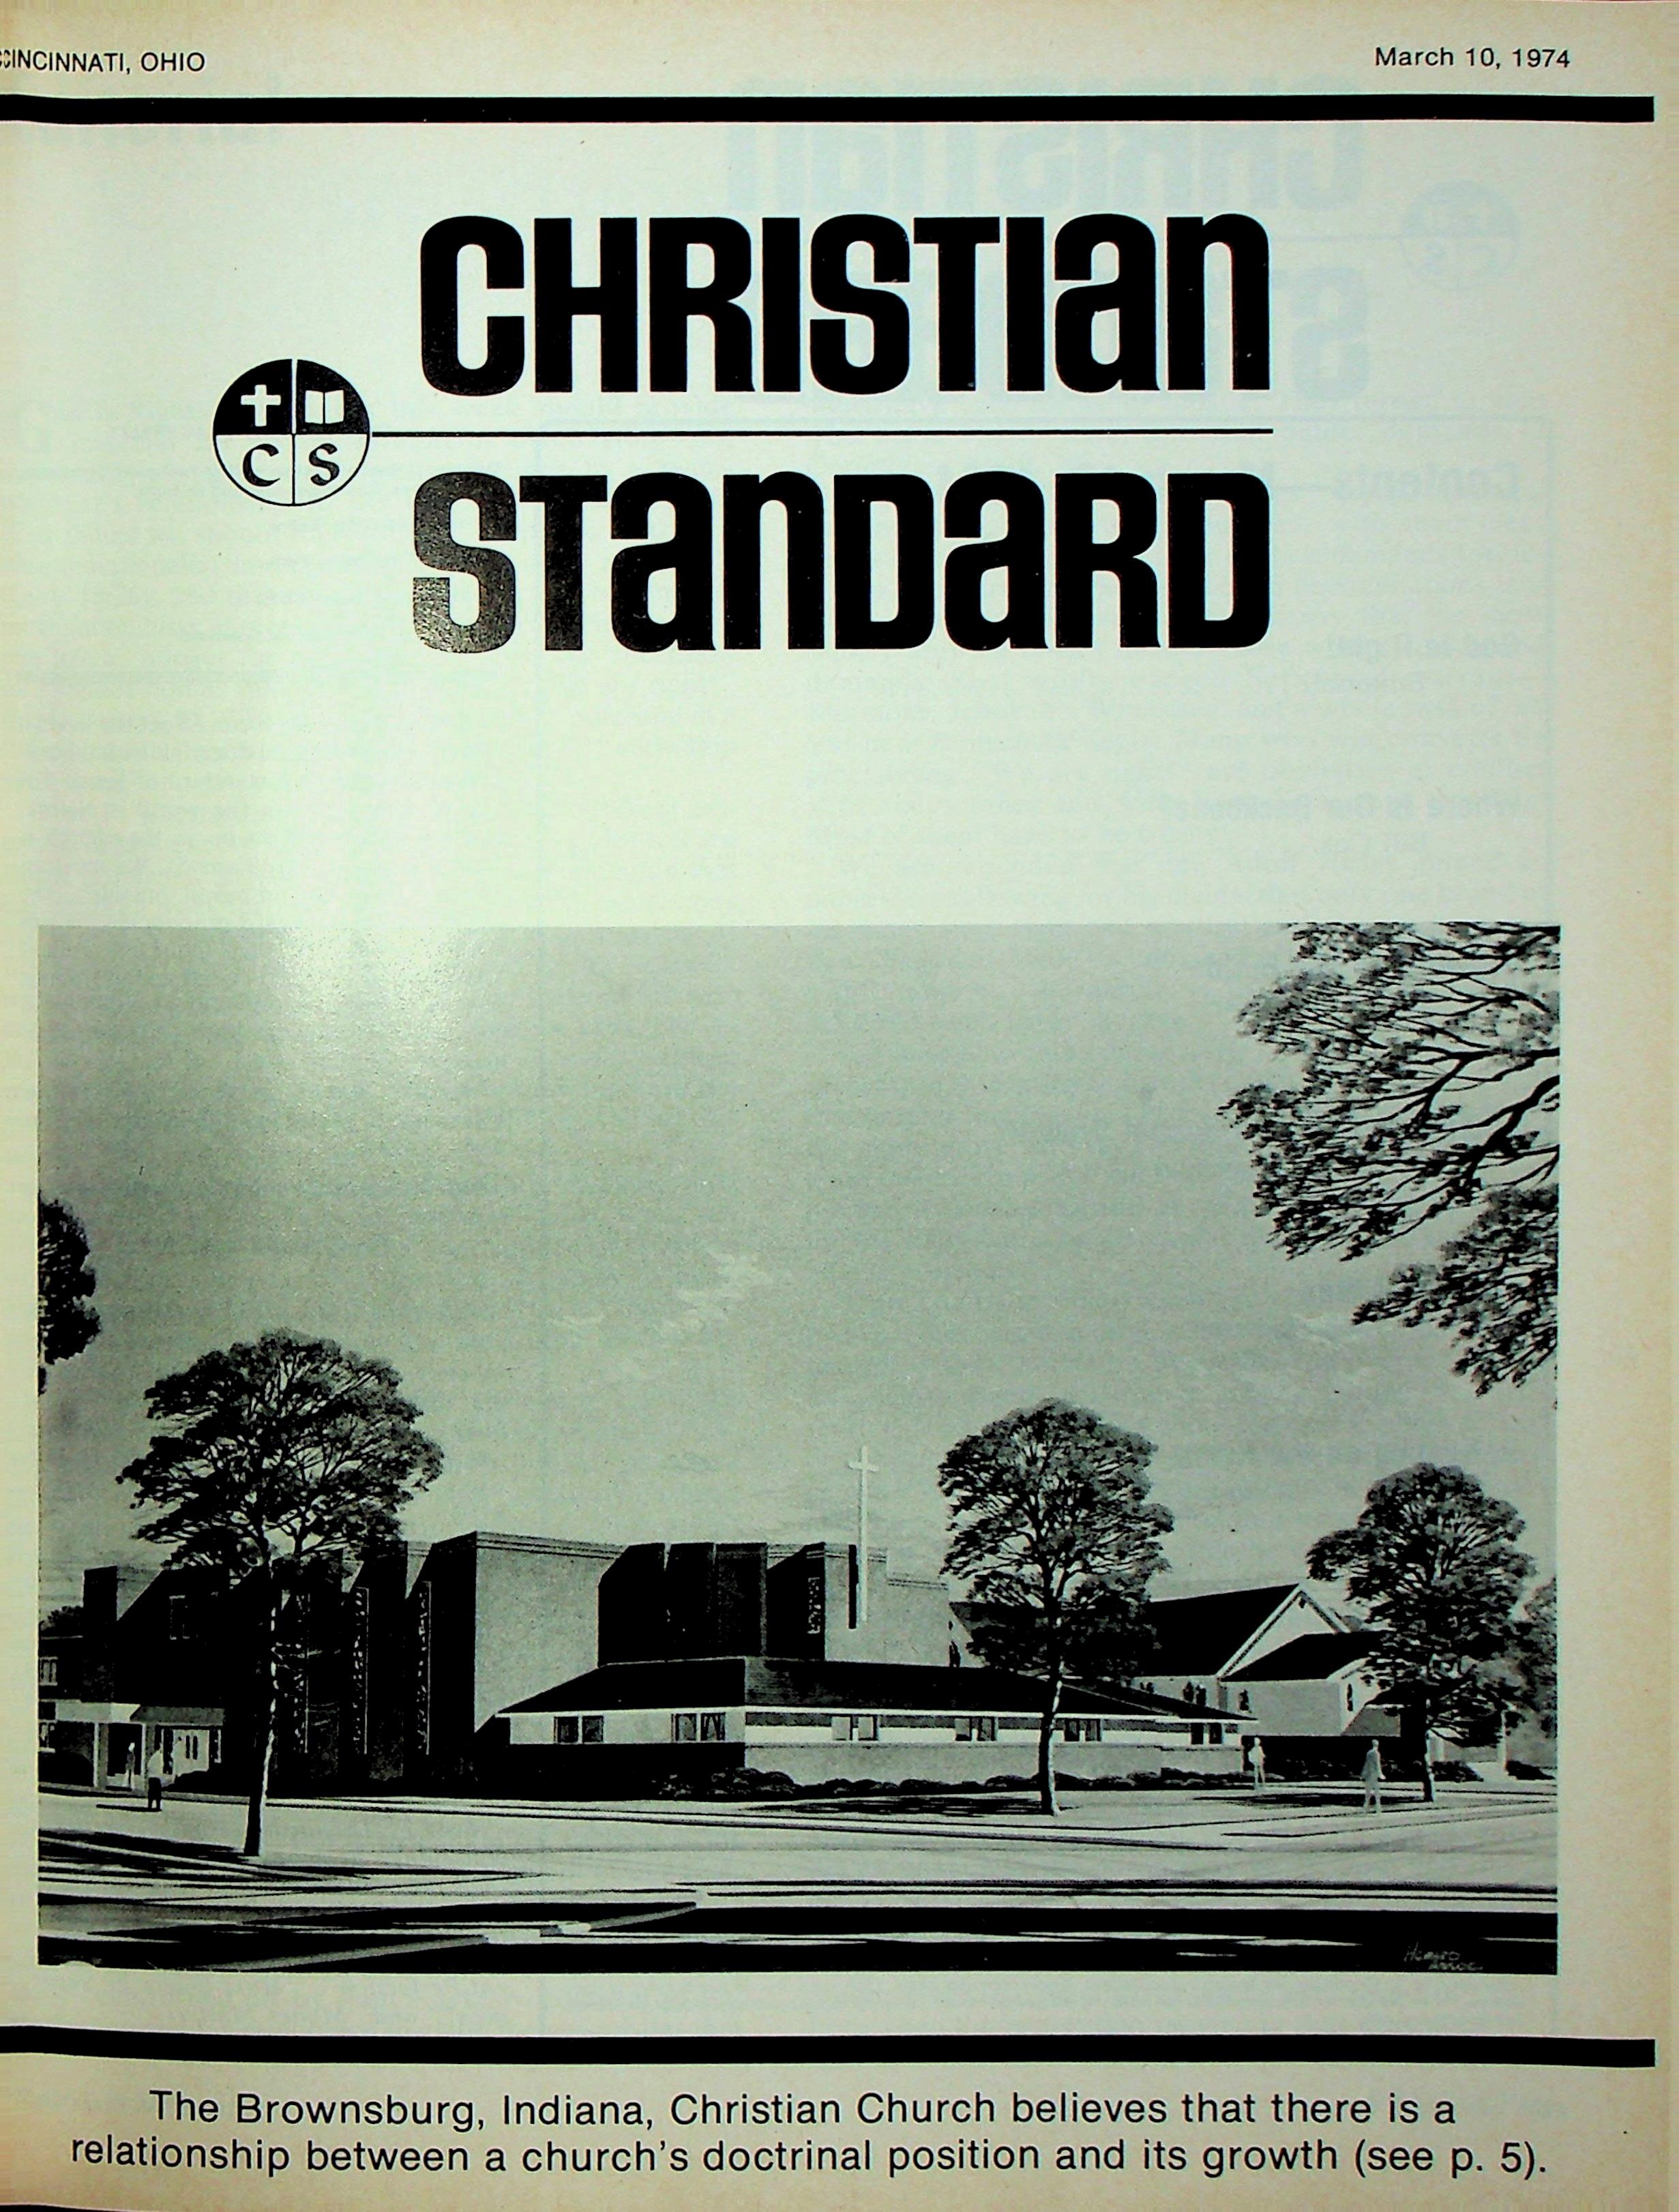 CINCINNATI, OHIO
March 10, 1974
CHRISTIan
C S
STanDaRD
The Brownsburg, Indiana, Christian Church believes that there is a
relationship between a church's doctrinal position and its growth (see p. 5).